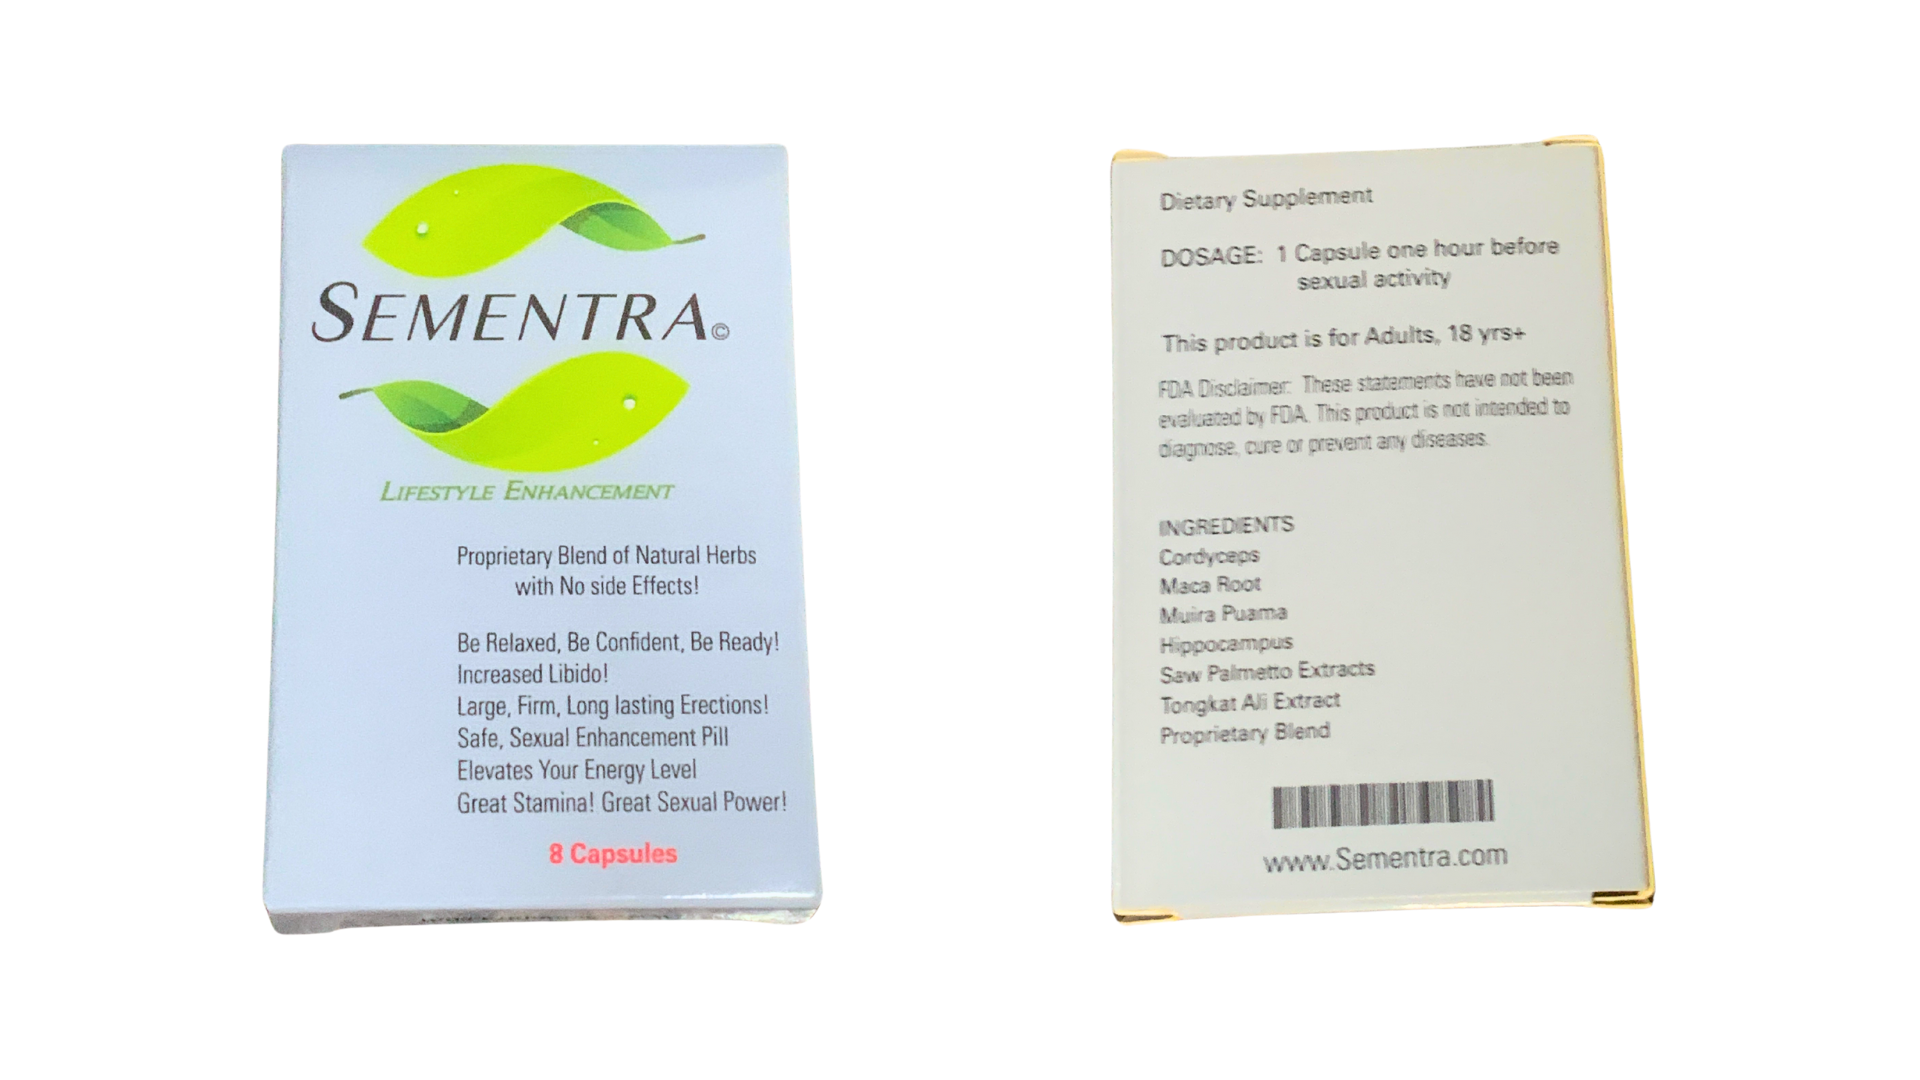 SEMENTRA©
LIFESTYLE ENHANCEMENT
Proprietary Blend of Natural Herbs
with No side Effects!
Be Relaxed, Be Confident, Be Ready!
Increased Libido!
Large, Firm, Long lasting Erections!
Safe, Sexual Enhancement Pill
Elevates Your Energy Level
Great Stamina! Great Sexual Power!
8 Capsules
Dietary Supplement
DOSAGE: 1 Capsule one hour before
sexual activity
This product is for Adults, 18 yrs+
FDA Disclaimer: These statements have not been
evaluated by FDA. This product is not intended to
diagnose, cure or prevent any diseases.
INGREDIENTS
Cordyceps
Maca Root
Muira Puama
Hippocampus
Saw Palmetto Extracts
Tongkat Ali Extract
Proprietary Blend
www.Sementra.com